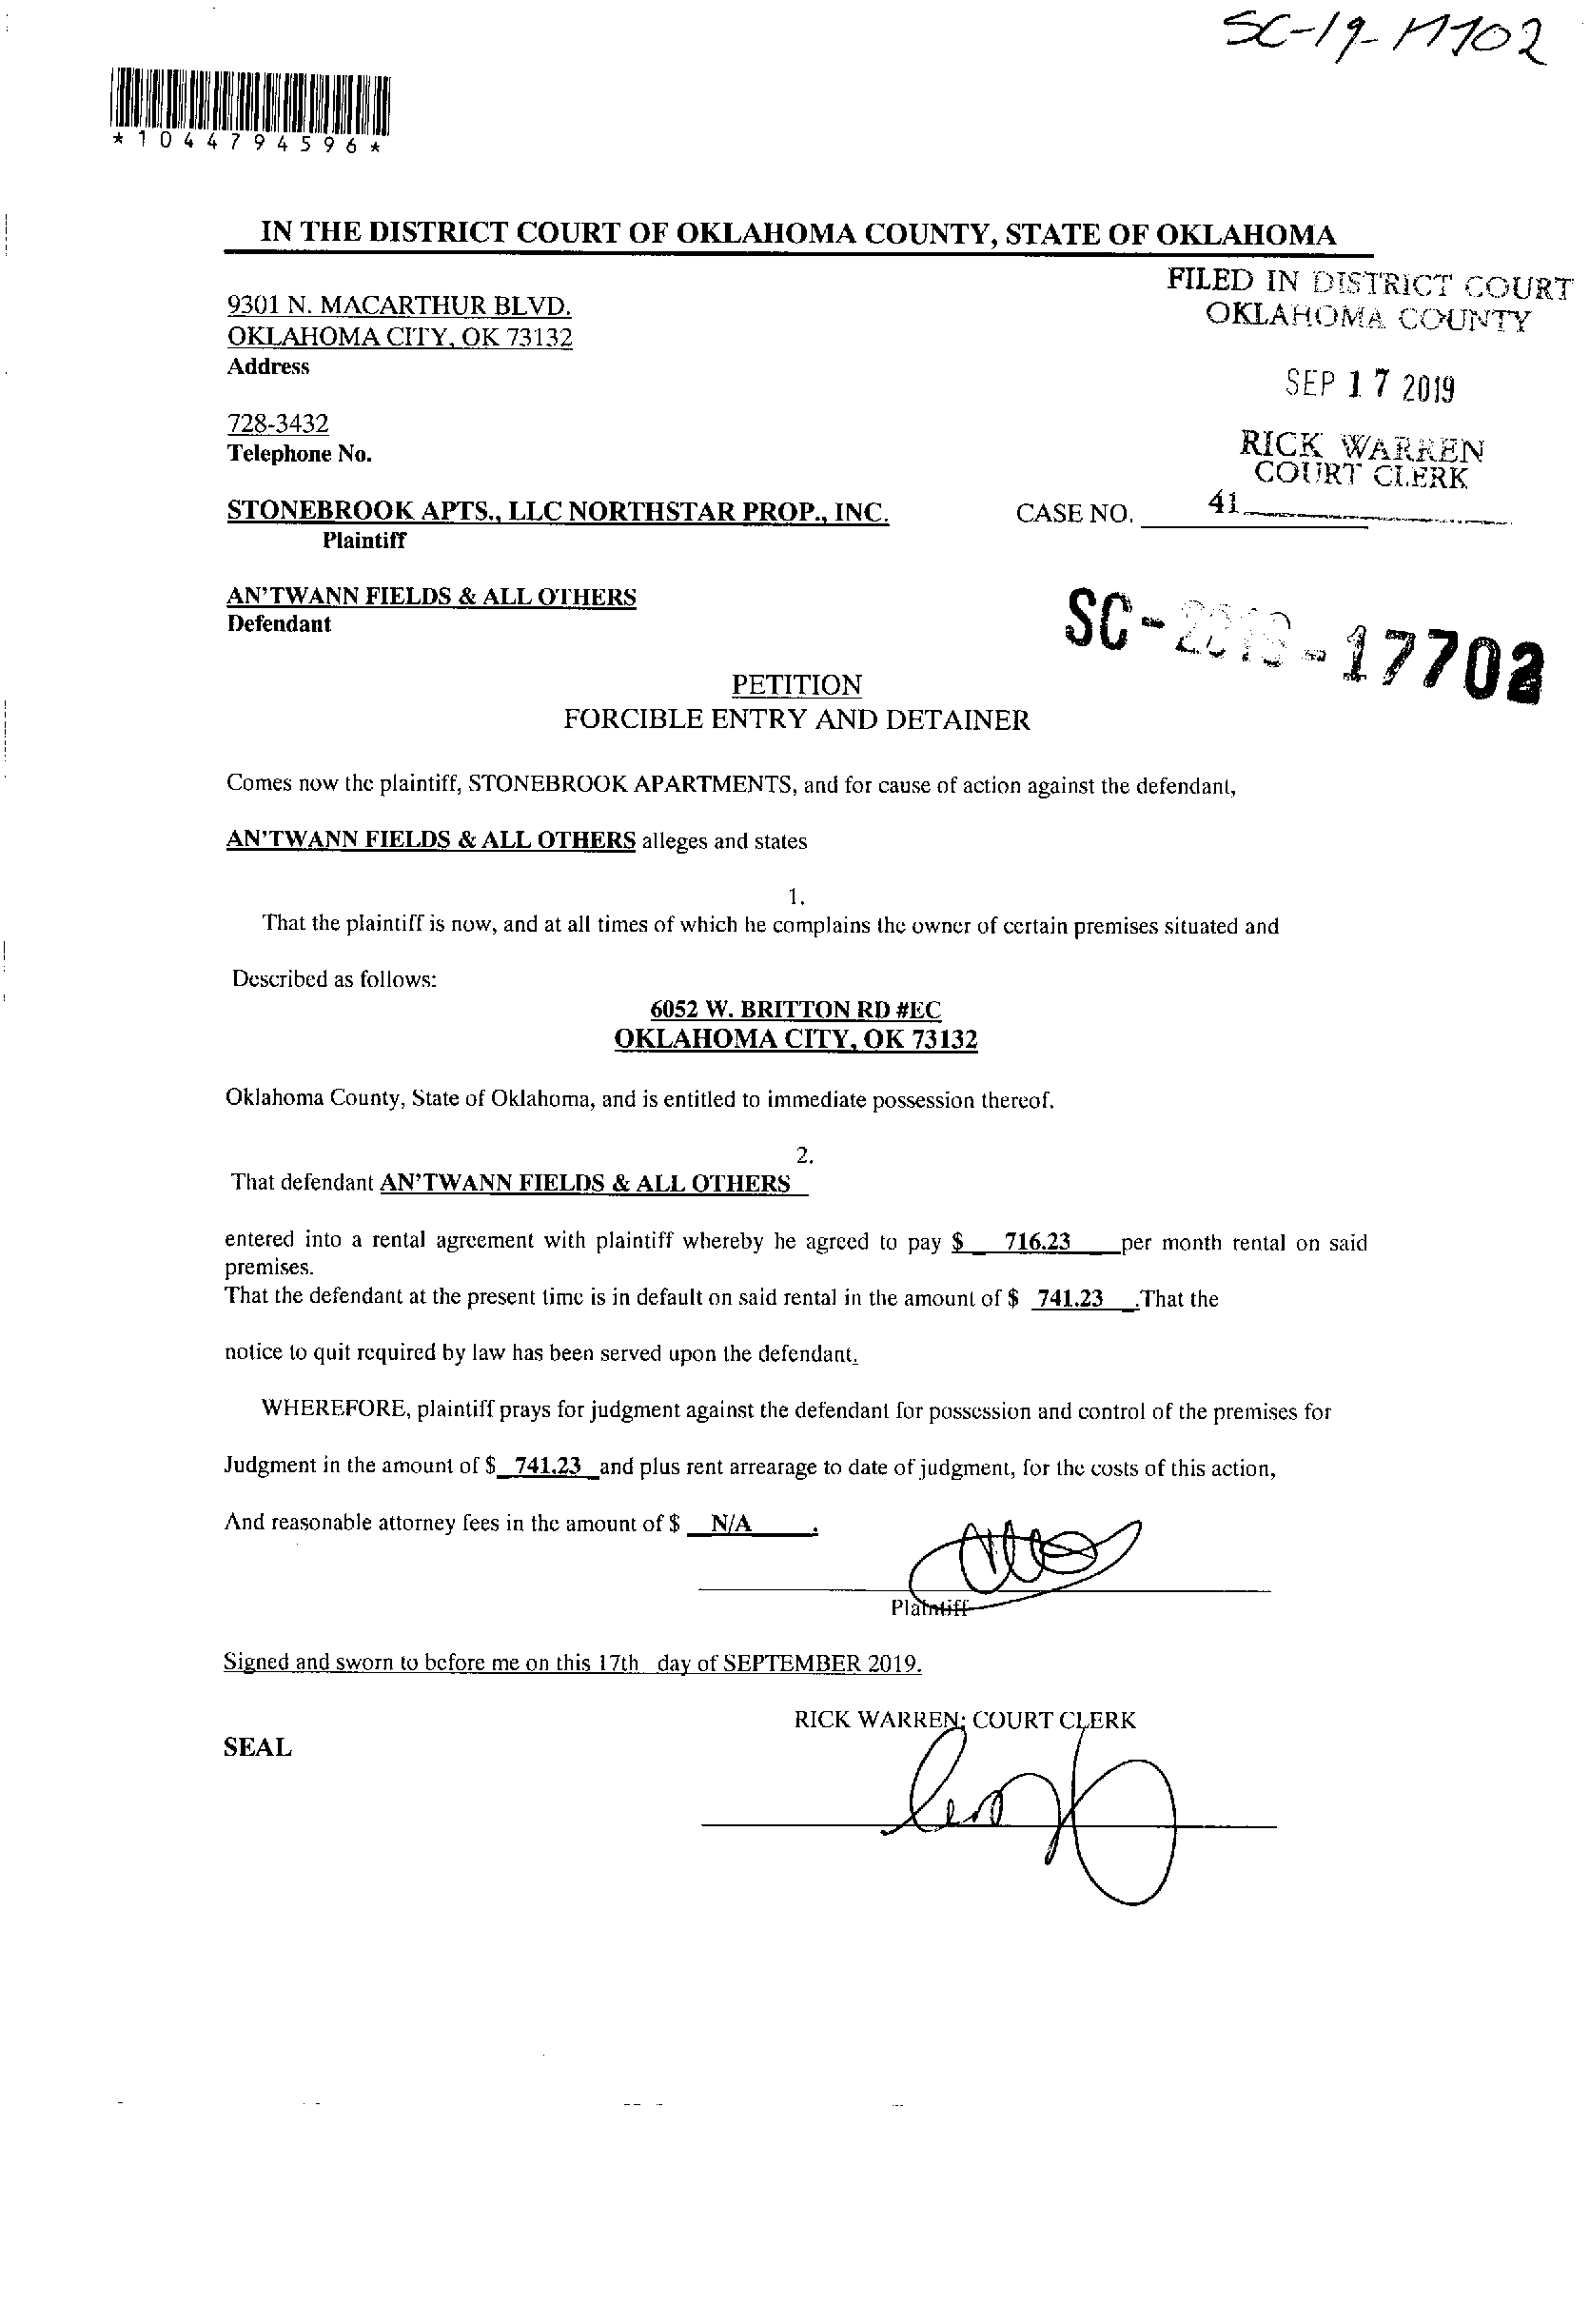 SC-19-17702
*1044794596*
IN THE DISTRICT COURT OF OKLAHOMA COUNTY, STATE OF OKLAHOMA
FILED IN DISTRICT COURT
OKLAHOMA COUNTY
9301 N. MACARTHUR BLVD.
OKLAHOMA CITY, OK 73132
Address
SEP 17 2019
728-3432
Telephone No.
RICK WARREN
COURT CLERK
STONEBROOK APTS., LLC NORTHSTAR PROP., INC.
CASE NO. 41
Plaintiff
AN'TWANN FIELDS & ALL OTHERS
Defendant
SC-2019-17702
PETITION
FORCIBLE ENTRY AND DETAINER
Comes now the plaintiff, STONEBROOK APARTMENTS, and for cause of action against the defendant,
AN'TWANN FIELDS & ALL OTHERS alleges and states
1.
That the plaintiff is now, and at all times of which he complains the owner of certain premises situated and
Described as follows:
6052 W. BRITTON RD #EC
OKLAHOMA CITY, OK 73132
Oklahoma County, State of Oklahoma, and is entitled to immediate possession thereof.
2.
That defendant AN'TWANN FIELDS & ALL OTHERS
entered into a rental agreement with plaintiff whereby he agreed to pay $ 716.23 per month rental on said
premises.
That the defendant at the present time is in default on said rental in the amount of $ 741.23 .That the
notice to quit required by law has been served upon the defendant.
WHEREFORE, plaintiff prays for judgment against the defendant for possession and control of the premises for
Judgment in the amount of $ 741.23 and plus rent arrearage to date of judgment, for the costs of this action,
And reasonable attorney fees in the amount of $ N/A .
Plaintiff
Signed and sworn to before me on this 17th day of SEPTEMBER 2019.
RICK WARREN; COURT CLERK
SEAL